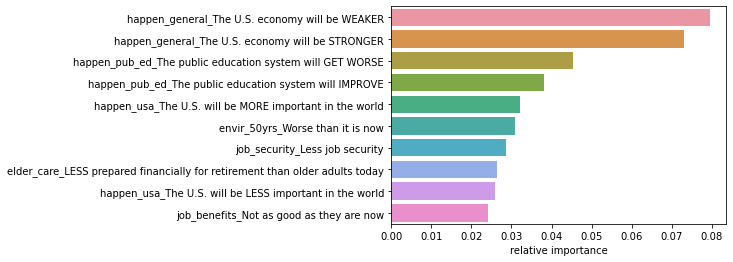 happen_general_The U.S. economy will be WEAKER
happen_general_The U.S. economy will be STRONGER
happen_pub_ed_The public education system will GET WORSE
happen_pub_ed_The public education system will IMPROVE
happen_usa_The U.S. will be MORE important in the world
envir_50yrs_Worse than it is now
job_security_Less job security
elder_care_LESS prepared financially for retirement than older adults today
happen_usa_The U.S. will be LESS important in the world
job_benefits_Not as good as they are now
0.00 0.01 0.02 0.03 0.04 0.05 0.06 0.07 0.08
relative importance